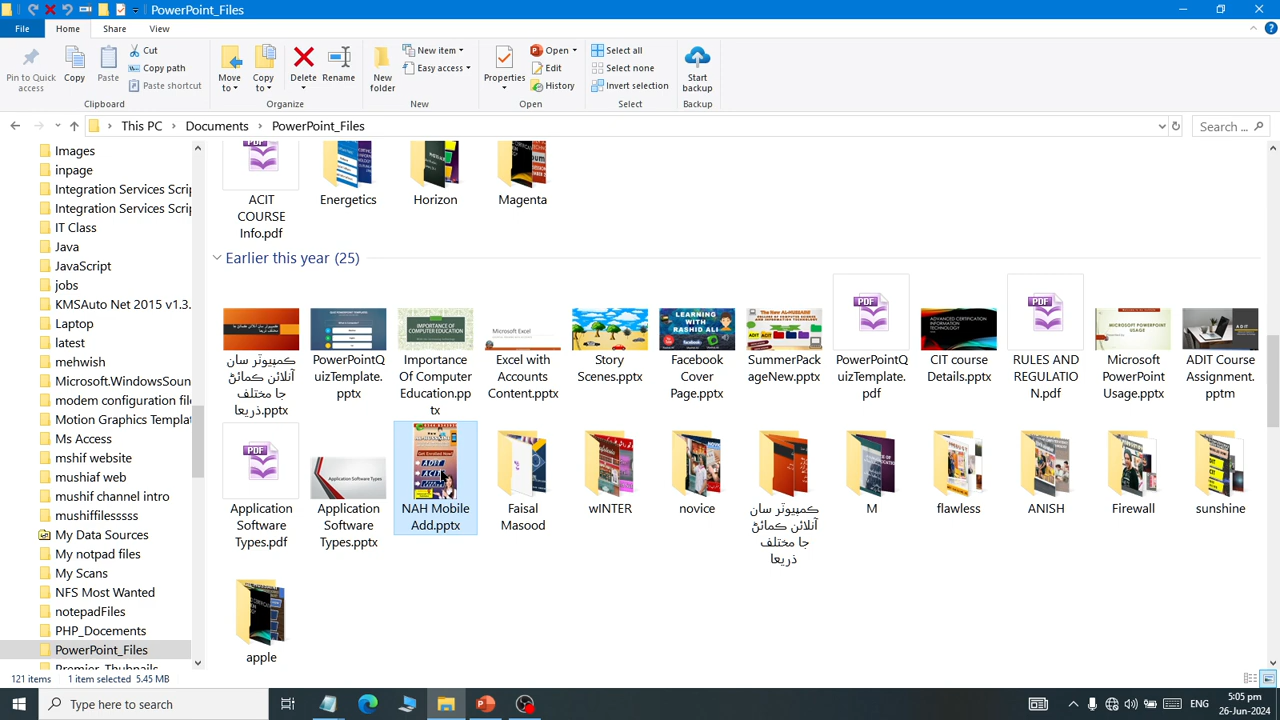 PowerPoint_Files
File
Home
Share
View
Pin to Quick access
Copy
Paste
Cut
Copy path
Paste shortcut
Clipboard
Move to
Copy to
Delete
Rename
Organize
New folder
New item
Easy access
New
Properties
Open
Edit
History
Open
Select all
Select none
Invert selection
Select
Start backup
Backup
This PC
Documents
PowerPoint_Files
Search ...
Images
inpage
Integration Services Scrip
Integration Services Scrip
IT Class
Java
JavaScript
jobs
KMSAuto Net 2015 v1.3.
Laptop
latest
mehwish
Microsoft.WindowsSoun
modem configuration file
Motion Graphics Templat
Ms Access
mshif website
mushiaf web
mushif channel intro
mushiffilesssss
My Data Sources
My notpad files
My Scans
NFS Most Wanted
notepadFiles
PHP_Docements
PowerPoint_Files
Premier_Thubnails
ACIT COURSE Info.pdf
Energetics
Horizon
Magenta
Earlier this year (25)
ڪمپيوٽر سان آنلائن ڪمائڻ جا مختلف ذريعا.pptx
PowerPointQuizTemplate.pptx
Importance Of Computer Education.pptx
Excel with Accounts Content.pptx
Story Scenes.pptx
Facebook Cover Page.pptx
SummerPackageNew.pptx
PowerPointQuizTemplate.pdf
CIT course Details.pptx
RULES AND REGULATION.pdf
Microsoft PowerPoint Usage.pptx
ADIT Course Assignment.pptm
Application Software Types.pdf
Application Software Types.pptx
NAH Mobile Add.pptx
Faisal Masood
wINTER
novice
ڪمپيوٽر سان آنلائن ڪمائڻ جا مختلف ذريعا
M
flawless
ANISH
Firewall
sunshine
apple
121 items
1 item selected
5.45 MB
Type here to search
ENG
5:05 pm
26-Jun-2024